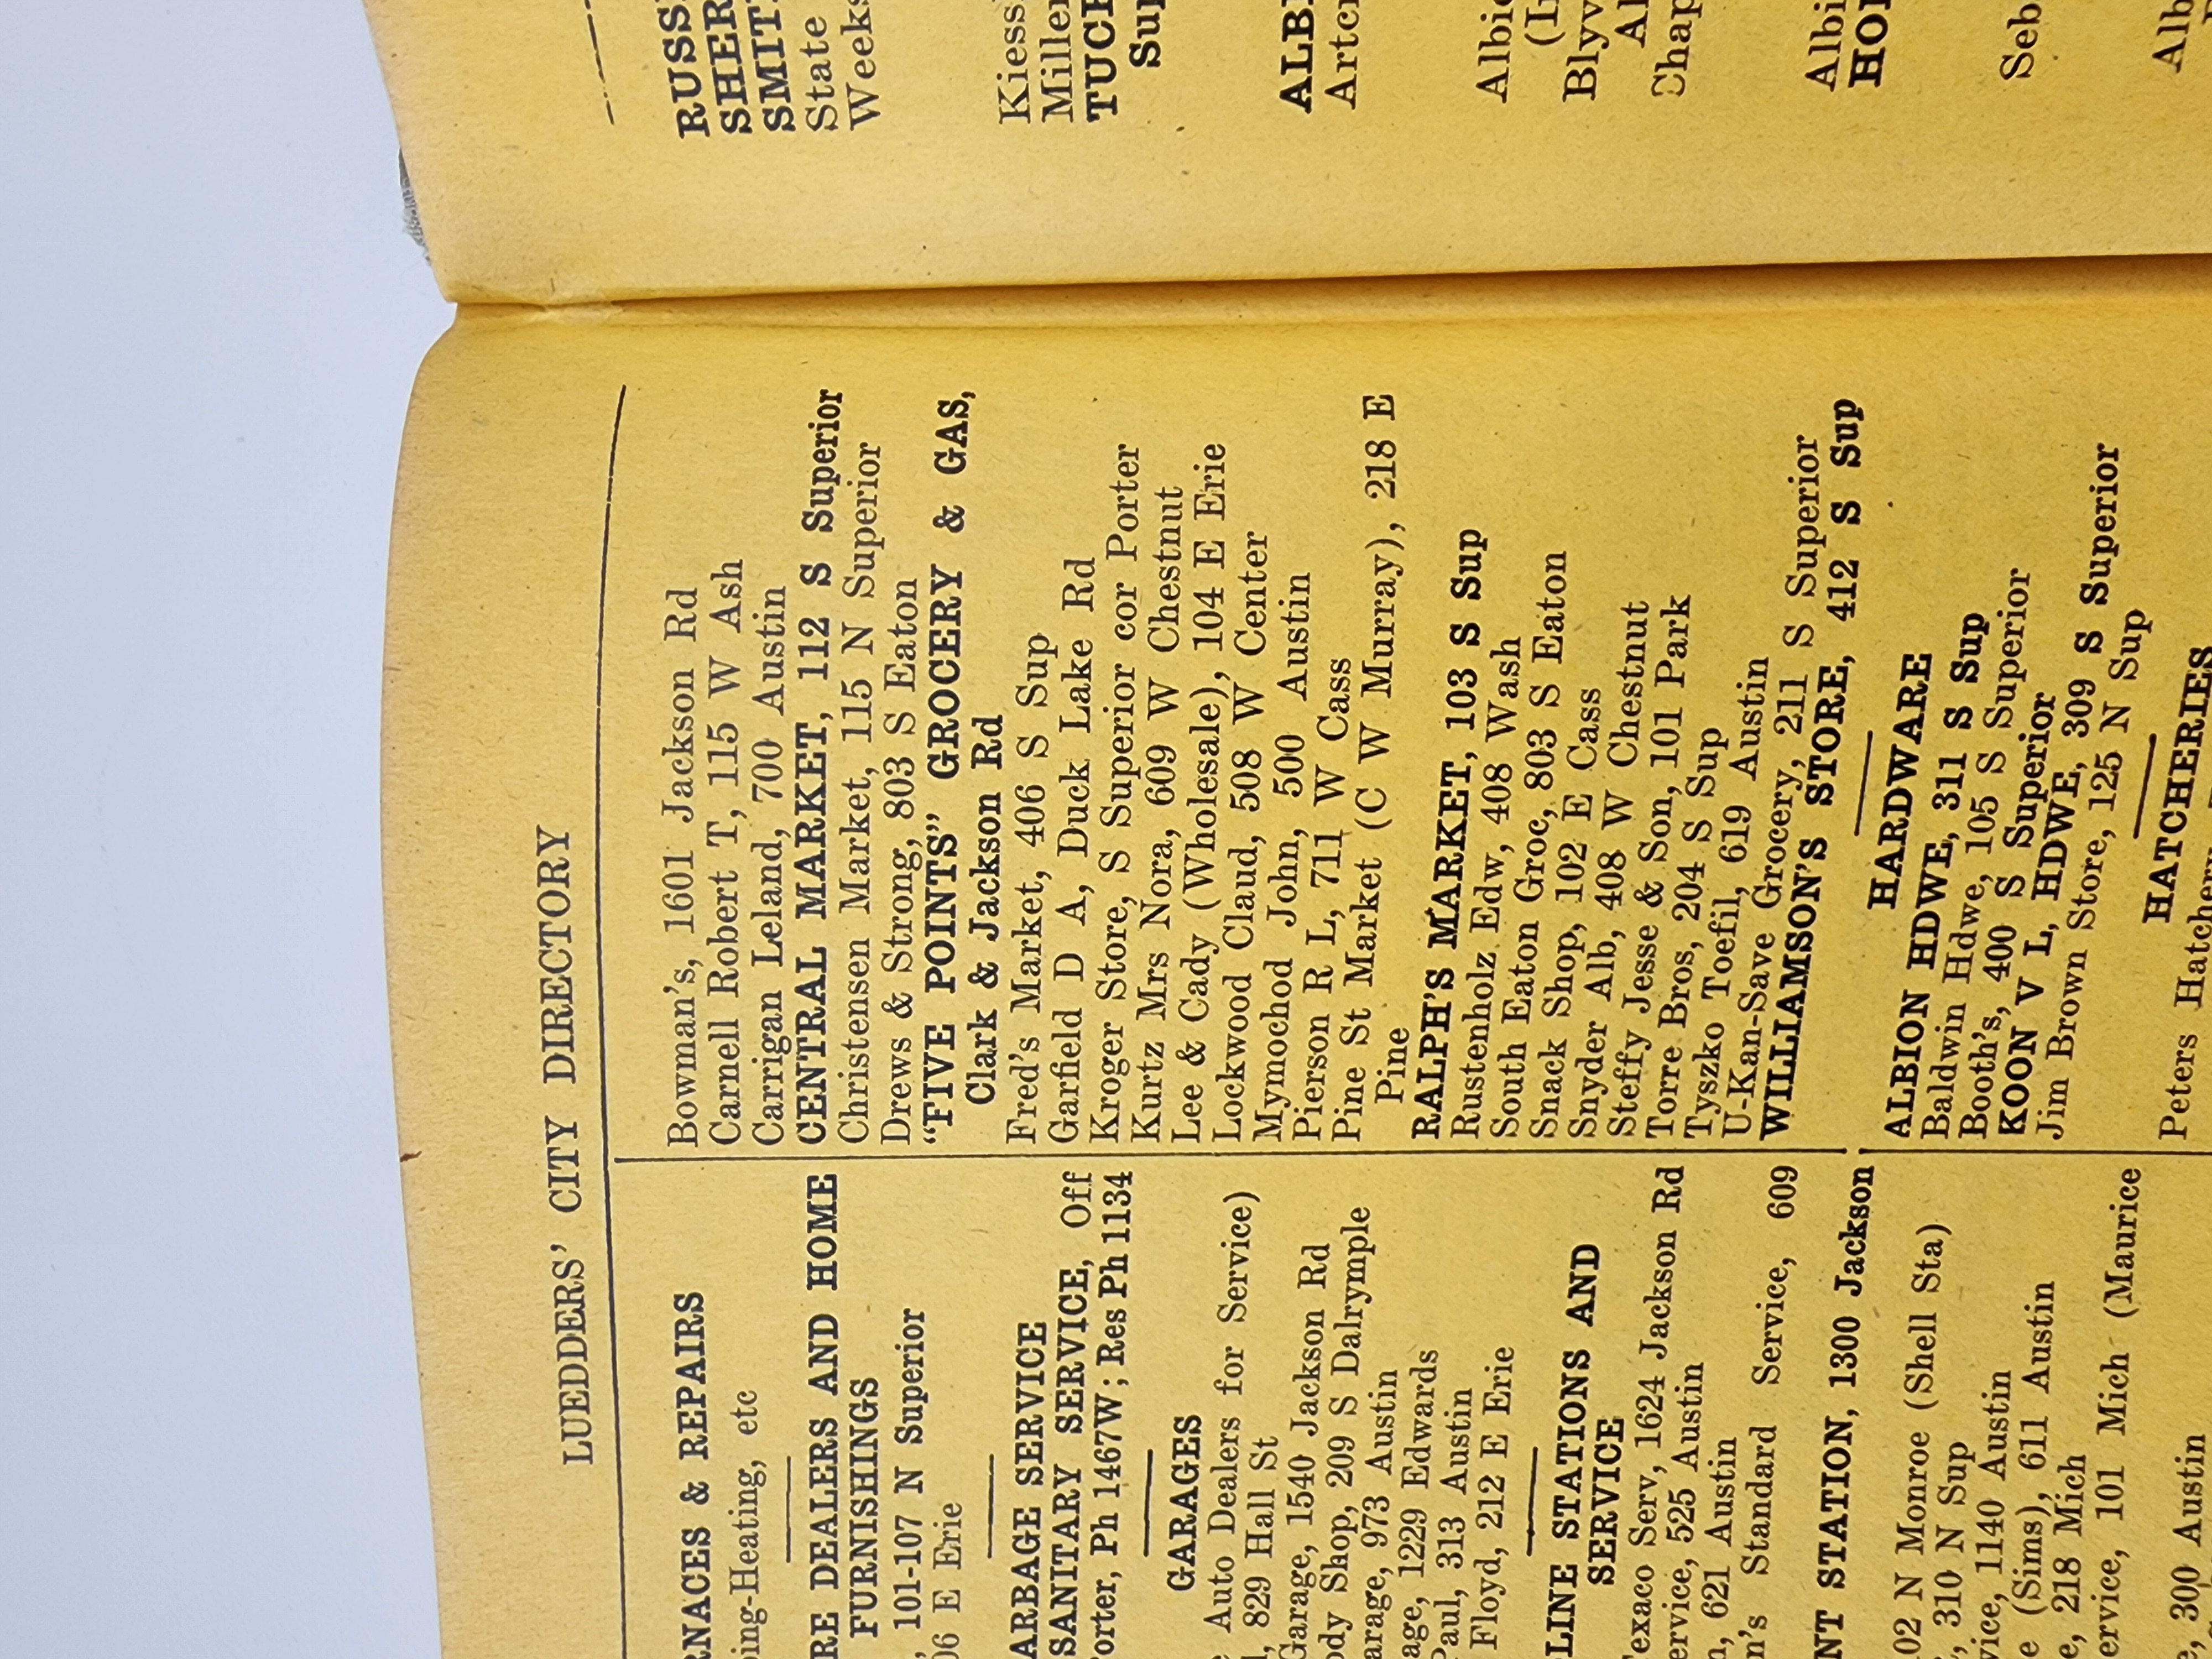 LUEDDERS' CITY DIRECTORY
RNACES & REPAIRS
ing-Heating, etc
RE DEALERS AND HOME
FURNISHINGS
, 101-107 N Superior
06 E Erie
ARBAGE SERVICE
SANITARY SERVICE, Off
orter, Ph 1467W; Res Ph 1134
GARAGES
Auto Dealers for Service)
, 829 Hall St
Garage, 1540 Jackson Rd
ody Shop, 209 S Dalrymple
arage, 973 Austin
age, 1229 Edwards
Paul, 313 Austin
Floyd, 212 E Erie
LINE STATIONS AND
SERVICE
Texaco Serv, 1624 Jackson Rd
ervice, 525 Austin
n, 621 Austin
n's Standard Service, 609
NT STATION, 1300 Jackson
02 N Monroe (Shell Sta)
, 310 N Sup
vice, 1140 Austin
e (Sims), 611 Austin
e, 218 Mich
ervice, 101 Mich (Maurice
e, 300 Austin
Bowman's, 1601 Jackson Rd
Carnell Robert T, 115 W Ash
Carrigan Leland, 700 Austin
CENTRAL MARKET, 112 S Superior
Christensen Market, 115 N Superior
Drews & Strong, 803 S Eaton
"FIVE POINTS" GROCERY & GAS,
Clark & Jackson Rd
Fred's Market, 406 S Sup
Garfield D A, Duck Lake Rd
Kroger Store, S Superior cor Porter
Kurtz Mrs Nora, 609 W Chestnut
Lee & Cady (Wholesale), 104 E Erie
Lockwood Claud, 508 W Center
Mymochod John, 500 Austin
Pierson R L, 711 W Cass
Pine St Market (C W Murray), 218 E
Pine
RALPH'S MARKET, 103 S Sup
Rustenholz Edw, 408 Wash
South Eaton Groc, 803 S Eaton
Snack Shop, 102 E Cass
Snyder Alb, 408 W Chestnut
Steffy Jesse & Son, 101 Park
Torre Bros, 204 S Sup
Tyszko Toefil, 619 Austin
U-Kan-Save Grocery, 211 S Superior
WILLIAMSON'S STORE, 412 S Sup
HARDWARE
ALBION HDWE, 311 S Sup
Baldwin Hdwe, 105 S Superior
Booth's, 400 S Superior
KOON V L, HDWE, 309 S Superior
Jim Brown Store, 125 N Sup
HATCHERIES
Peters Hatchery
RUSS
SHER
SMIT
State
Weeks
Kiess
Miller
TUCK
Sup
ALB
Artcr
Albio
(I
Blyv
Al
Chap
Albi
HO
Seb
Alb